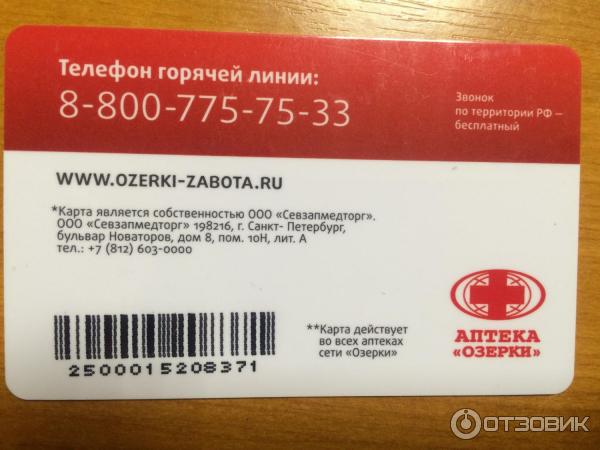 Телефон горячей линии:
8-800-775-75-33
Звонок
по территории РФ –
бесплатный
WWW.OZERKI-ZABOTA.RU
*Карта является собственностью ООО «Севзапмедторг».
ООО «Севзапмедторг» 198216, г. Санкт- Петербург,
бульвар Новаторов, дом 8, пом. 10Н, лит. А
тел.: +7 (812) 603-0000
2500015208371
**Карта действует
во всех аптеках
сети «Озерки»
АПТЕКА
«ОЗЕРКИ»
ОТЗОВИК